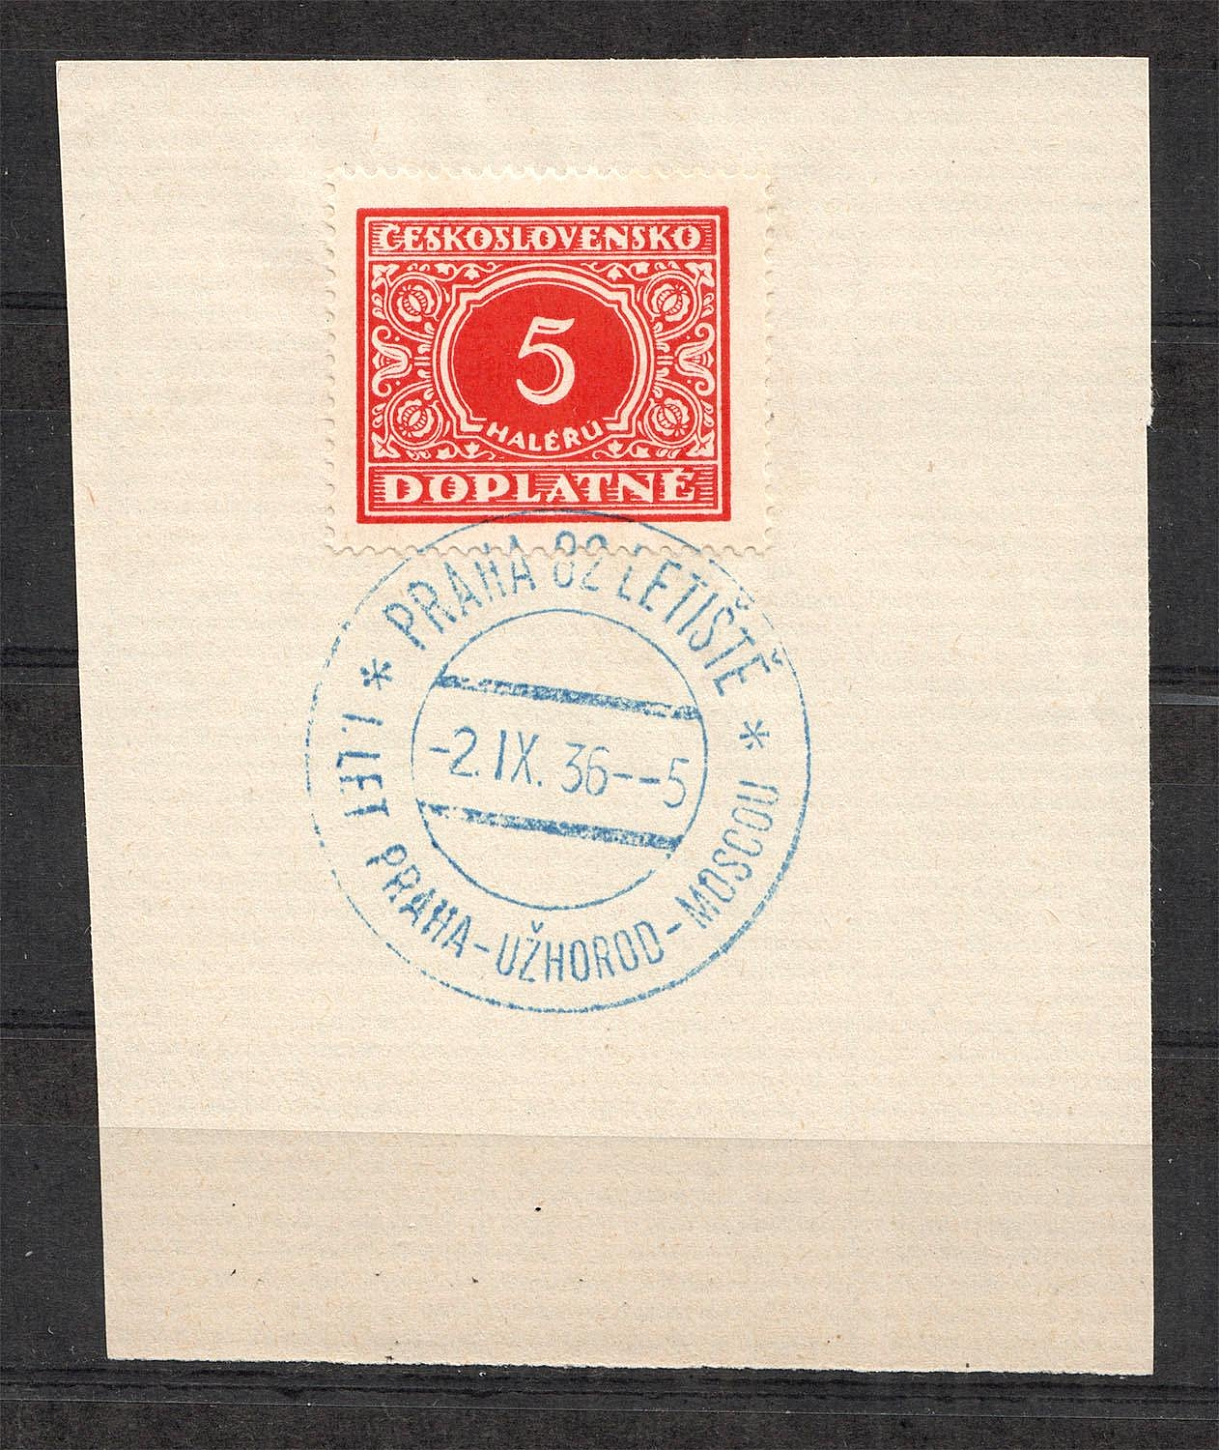 ČESKOSLOVENSKO
5
HALÉŘŮ
DOPLATNÉ
PRAHA 82 LETIŠTĚ
-2.IX.36--5
* I. LET PRAHA-UŽHOROD-MOSCOU *